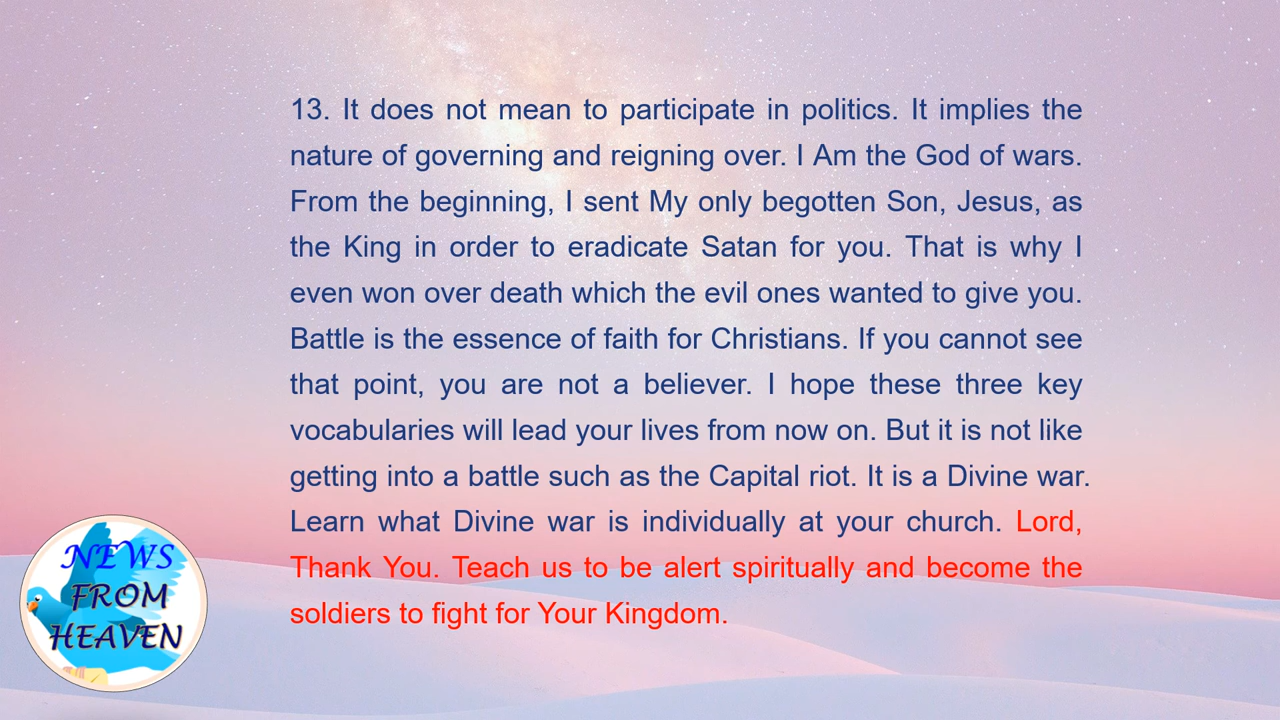 13. It does not mean to participate in politics. It implies the
nature of governing and reigning over. I Am the God of wars.
From the beginning, I sent My only begotten Son, Jesus, as
the King in order to eradicate Satan for you. That is why I
even won over death which the evil ones wanted to give you.
Battle is the essence of faith for Christians. If you cannot see
that point, you are not a believer. I hope these three key
vocabularies will lead your lives from now on. But it is not like
getting into a battle such as the Capital riot. It is a Divine war.
Learn what Divine war is individually at your church. Lord,
Thank You. Teach us to be alert spiritually and become the
soldiers to fight for Your Kingdom.
NEWS
FROM
HEAVEN